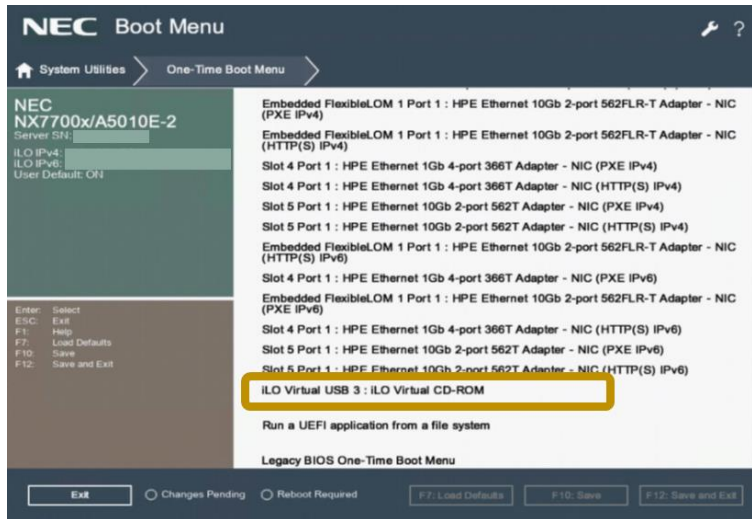 NEC Boot Menu
?
System Utilities
One-Time Boot Menu
NEC
NX7700x/A5010E-2
Server SN:
iLO IPv4:
iLO IPv6:
User Default: ON
Enter: Select
ESC: Exit
F1: Help
F7: Load Defaults
F10: Save
F12: Save and Exit
Embedded FlexibleLOM 1 Port 1 : HPE Ethernet 10Gb 2-port 562FLR-T Adapter - NIC
(PXE IPv4)
Embedded FlexibleLOM 1 Port 1 : HPE Ethernet 10Gb 2-port 562FLR-T Adapter - NIC
(HTTP(S) IPv4)
Slot 4 Port 1 : HPE Ethernet 1Gb 4-port 366T Adapter - NIC (PXE IPv4)
Slot 4 Port 1 : HPE Ethernet 1Gb 4-port 366T Adapter - NIC (HTTP(S) IPv4)
Slot 5 Port 1 : HPE Ethernet 10Gb 2-port 562T Adapter - NIC (PXE IPv4)
Slot 5 Port 1 : HPE Ethernet 10Gb 2-port 562T Adapter - NIC (HTTP(S) IPv4)
Embedded FlexibleLOM 1 Port 1 : HPE Ethernet 10Gb 2-port 562FLR-T Adapter - NIC
(HTTP(S) IPv6)
Slot 4 Port 1 : HPE Ethernet 1Gb 4-port 366T Adapter - NIC (PXE IPv6)
Embedded FlexibleLOM 1 Port 1 : HPE Ethernet 10Gb 2-port 562FLR-T Adapter - NIC
(PXE IPv6)
Slot 4 Port 1 : HPE Ethernet 1Gb 4-port 366T Adapter - NIC (HTTP(S) IPv6)
Slot 5 Port 1 : HPE Ethernet 10Gb 2-port 562T Adapter - NIC (PXE IPv6)
Slot 5 Port 1 : HPE Ethernet 10Gb 2-port 562T Adapter - NIC (HTTP(S) IPv6)
iLO Virtual USB 3 : iLO Virtual CD-ROM
Run a UEFI application from a file system
Legacy BIOS One-Time Boot Menu
Exit
Changes Pending
Reboot Required
F7: Load Defaults
F10: Save
F12: Save and Exit